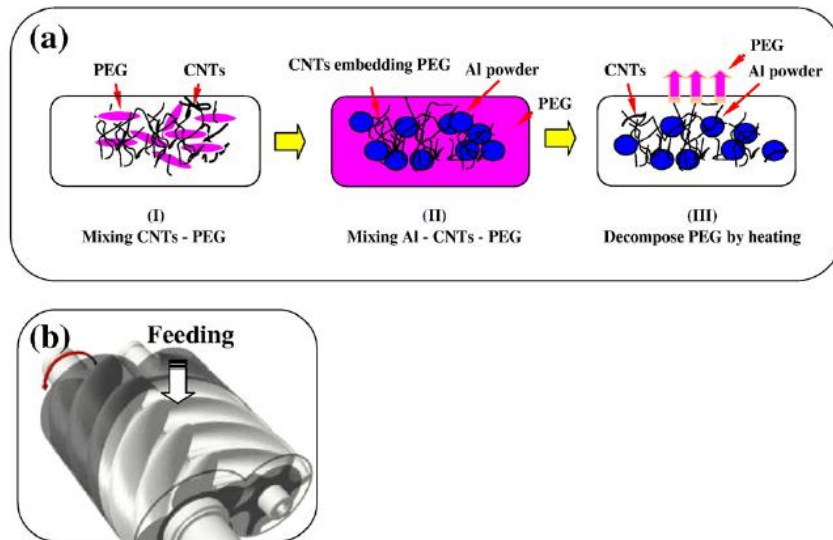 (a)
PEG
CNTs
CNTs embedding PEG
Al powder
PEG
CNTs
PEG
Al powder
(I)
Mixing CNTs - PEG
(II)
Mixing Al - CNTs - PEG
(III)
Decompose PEG by heating
(b)
Feeding